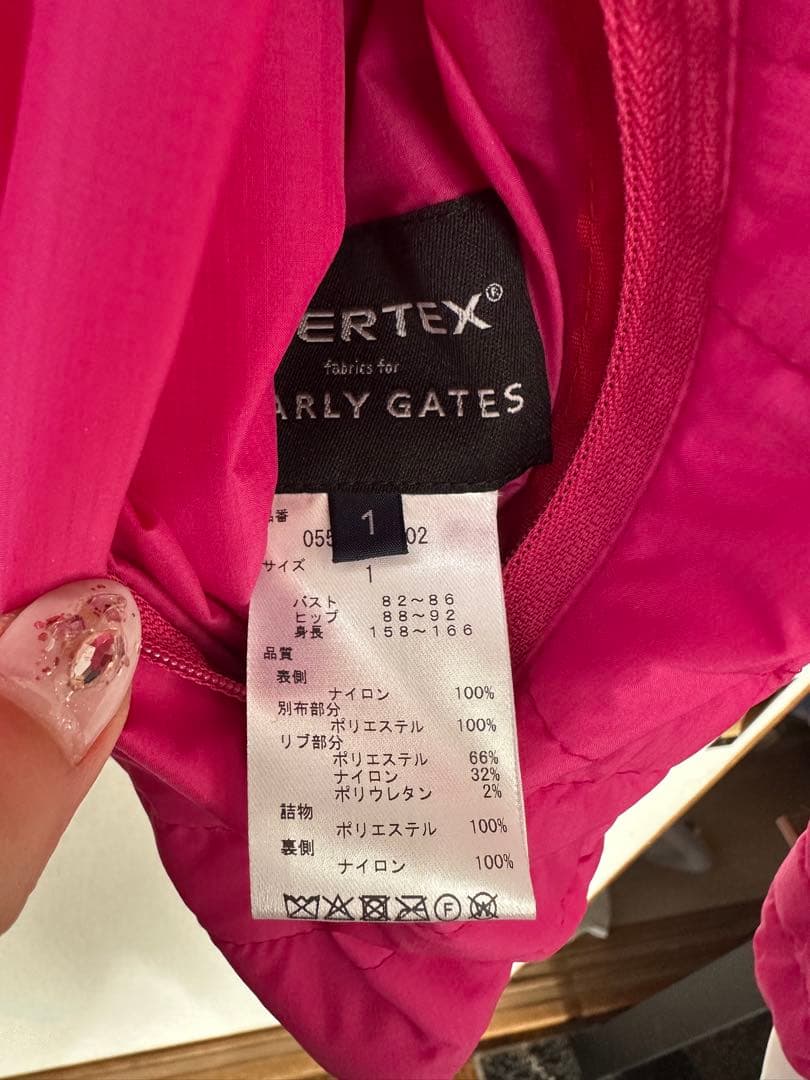 ERTEX®
fabrics for
ARLY GATES
1
品番
055 02
サイズ
1
バスト 82～86
ヒップ 88～92
身長 158～166
品質
表側
ナイロン 100%
別布部分
ポリエステル 100%
リブ部分
ポリエステル 66%
ナイロン 32%
ポリウレタン 2%
詰物
ポリエステル 100%
裏側
ナイロン 100%
F W